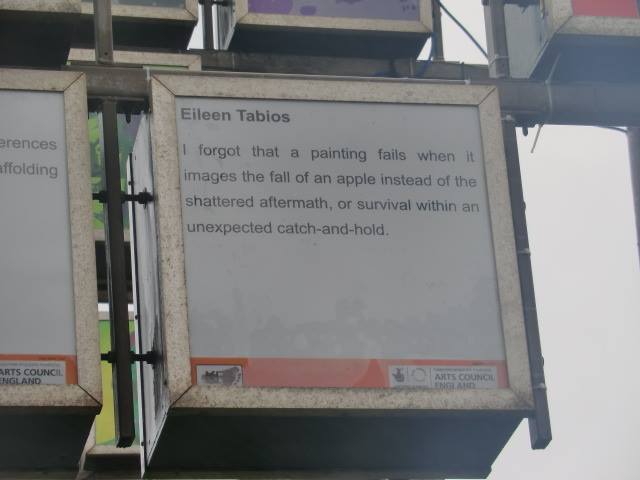 Eileen Tabios
I forgot that a painting fails when it
images the fall of an apple instead of the
shattered aftermath, or survival within an
unexpected catch-and-hold.
ARTS COUNCIL
ENGLAND
erences
affolding
ARTS COUNCIL
ENGLAND